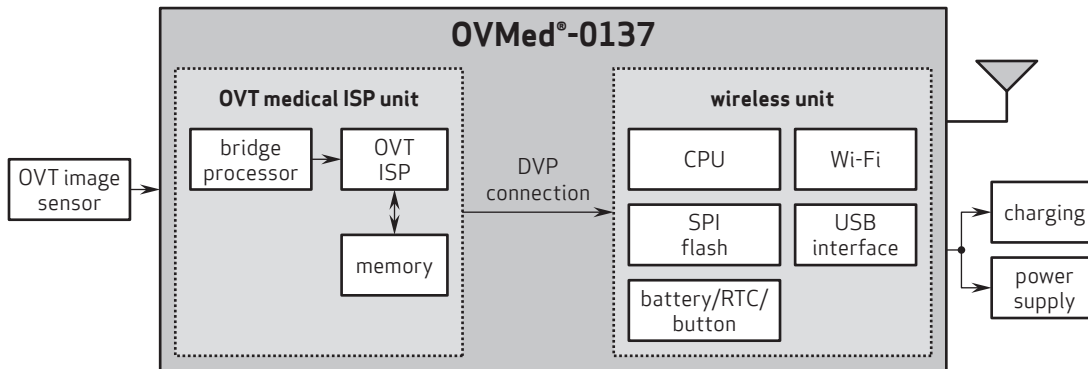 OVMed®-0137
OVT medical ISP unit
wireless unit
bridge
processor
OVT
ISP
memory
OVT image
sensor
DVP
connection
CPU
Wi-Fi
SPI
flash
USB
interface
battery/RTC/
button
charging
power
supply